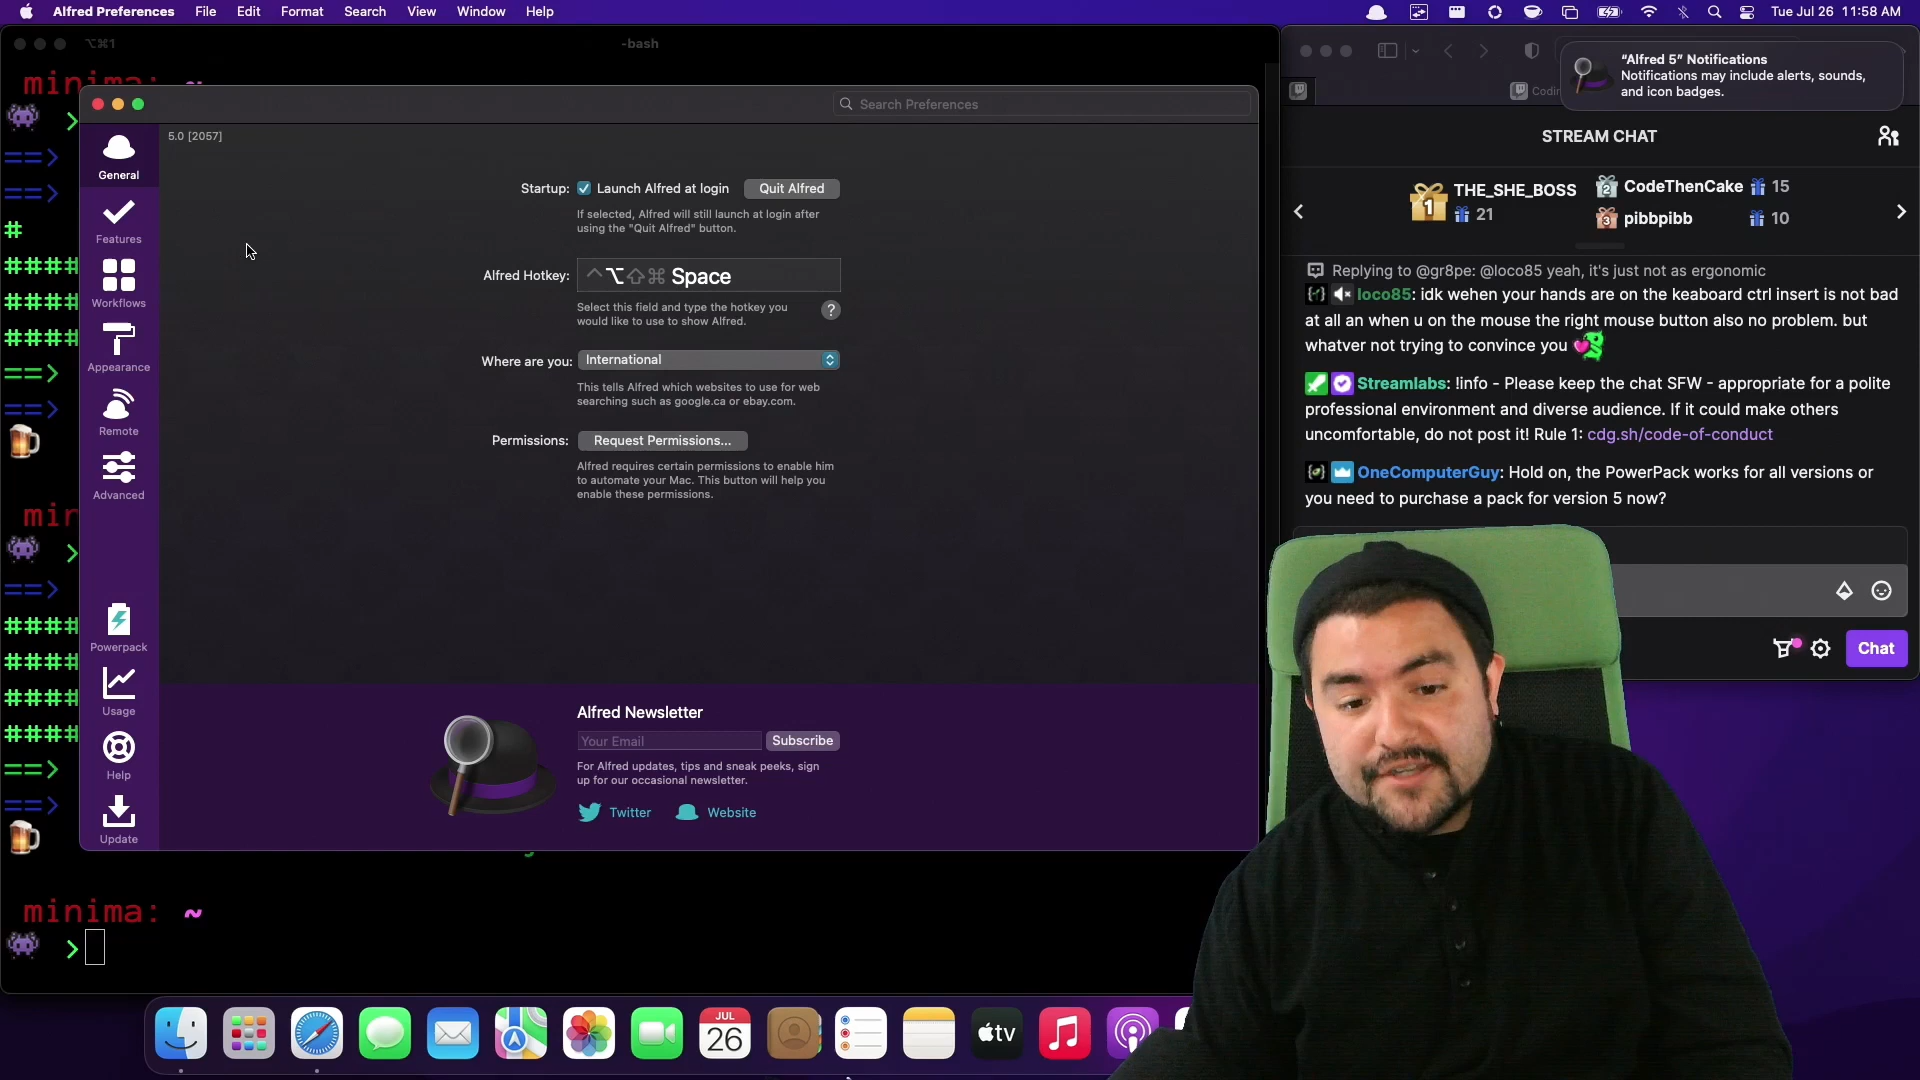 Alfred Preferences File Edit Format Search View Window Help
Tue Jul 26 11:58 AM
⌥⌘1
-bash
minima: ~
>
==>
==>
#
####
####
####
==>
==>
min
>
==>
####
####
####
####
==>
==>
minima: ~
>
Search Preferences
5.0 [2057]
General
Features
Workflows
Appearance
Remote
Advanced
Powerpack
Usage
Help
Update
Startup: Launch Alfred at login Quit Alfred
If selected, Alfred will still launch at login after
using the "Quit Alfred" button.
Alfred Hotkey: ^⌥⇧⌘ Space
Select this field and type the hotkey you
would like to use to show Alfred.
?
Where are you: International
This tells Alfred which websites to use for web
searching such as google.ca or ebay.com.
Permissions: Request Permissions...
Alfred requires certain permissions to enable him
to automate your Mac. This button will help you
enable these permissions.
Alfred Newsletter
Your Email Subscribe
For Alfred updates, tips and sneak peeks, sign
up for our occasional newsletter.
Twitter Website
“Alfred 5” Notifications
Notifications may include alerts, sounds,
and icon badges.
STREAM CHAT
1 THE_SHE_BOSS
21
2 CodeThenCake 15
3 pibbpibb 10
Replying to @gr8pe: @loco85 yeah, it's just not as ergonomic
loco85: idk wehen your hands are on the keaboard ctrl insert is not bad
at all an when u on the mouse the right mouse button also no problem. but
whatver not trying to convince you
Streamlabs: !info - Please keep the chat SFW - appropriate for a polite
professional environment and diverse audience. If it could make others
uncomfortable, do not post it! Rule 1: cdg.sh/code-of-conduct
OneComputerGuy: Hold on, the PowerPack works for all versions or
you need to purchase a pack for version 5 now?
Chat
JUL
26
tv